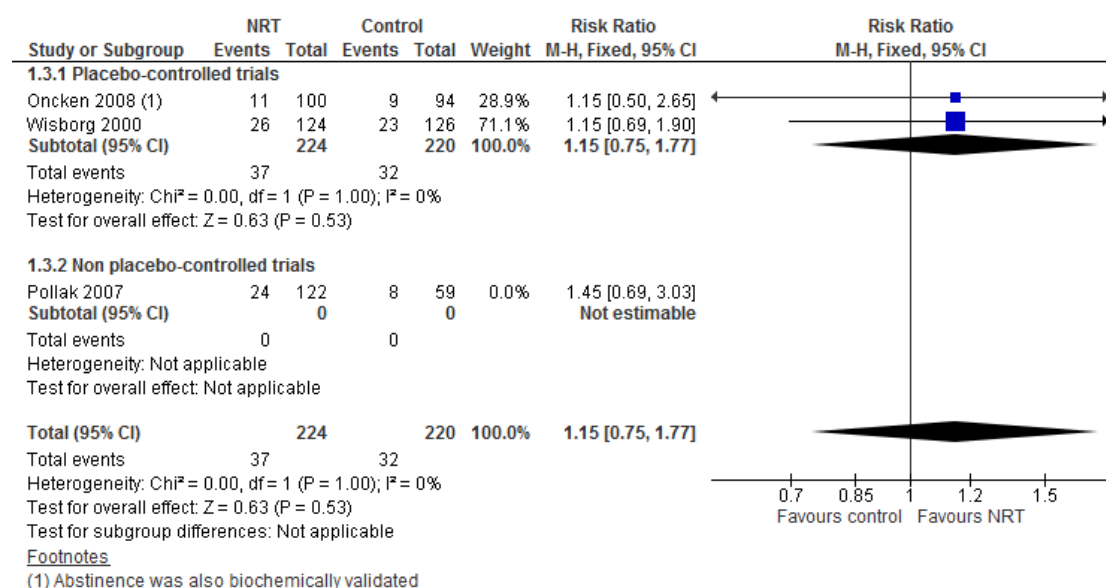 NRT Control Risk Ratio Risk Ratio
Study or Subgroup Events Total Events Total Weight M-H, Fixed, 95% CI M-H, Fixed, 95% CI
1.3.1 Placebo-controlled trials
Oncken 2008 (1) 11 100 9 94 28.9% 1.15 [0.50, 2.65]
Wisborg 2000 26 124 23 126 71.1% 1.15 [0.69, 1.90]
Subtotal (95% CI) 224 220 100.0% 1.15 [0.75, 1.77]
Total events 37 32
Heterogeneity: Chi² = 0.00, df = 1 (P = 1.00); I² = 0%
Test for overall effect: Z = 0.63 (P = 0.53)
1.3.2 Non placebo-controlled trials
Pollak 2007 24 122 8 59 0.0% 1.45 [0.69, 3.03]
Subtotal (95% CI) 0 0 Not estimable
Total events 0 0
Heterogeneity: Not applicable
Test for overall effect: Not applicable
Total (95% CI) 224 220 100.0% 1.15 [0.75, 1.77]
Total events 37 32
Heterogeneity: Chi² = 0.00, df = 1 (P = 1.00); I² = 0%
Test for overall effect: Z = 0.63 (P = 0.53)
Test for subgroup differences: Not applicable
0.7 0.85 1 1.2 1.5
Favours control Favours NRT
Footnotes
(1) Abstinence was also biochemically validated